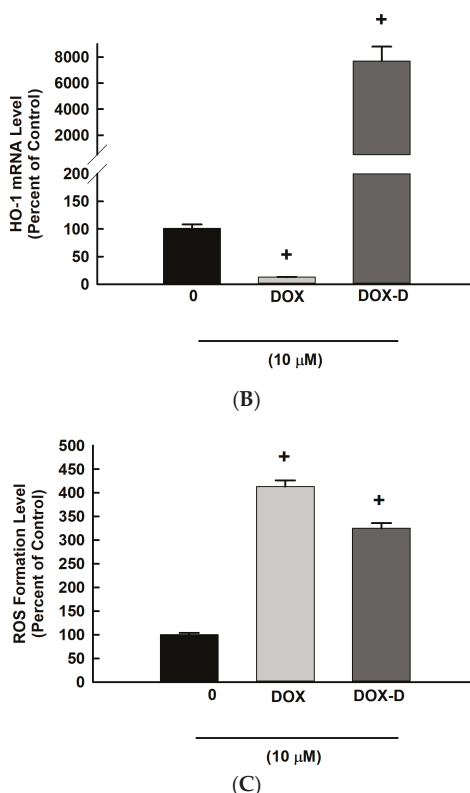 +
8000
6000
4000
2000
200
150
100
50
0
HO-1 mRNA Level
(Percent of Control)
+
0 DOX DOX-D
(10 μM)
(B)
500
450
400
350
300
250
200
150
100
50
0
ROS Formation Level
(Percent of Control)
+
+
0 DOX DOX-D
(10 μM)
(C)